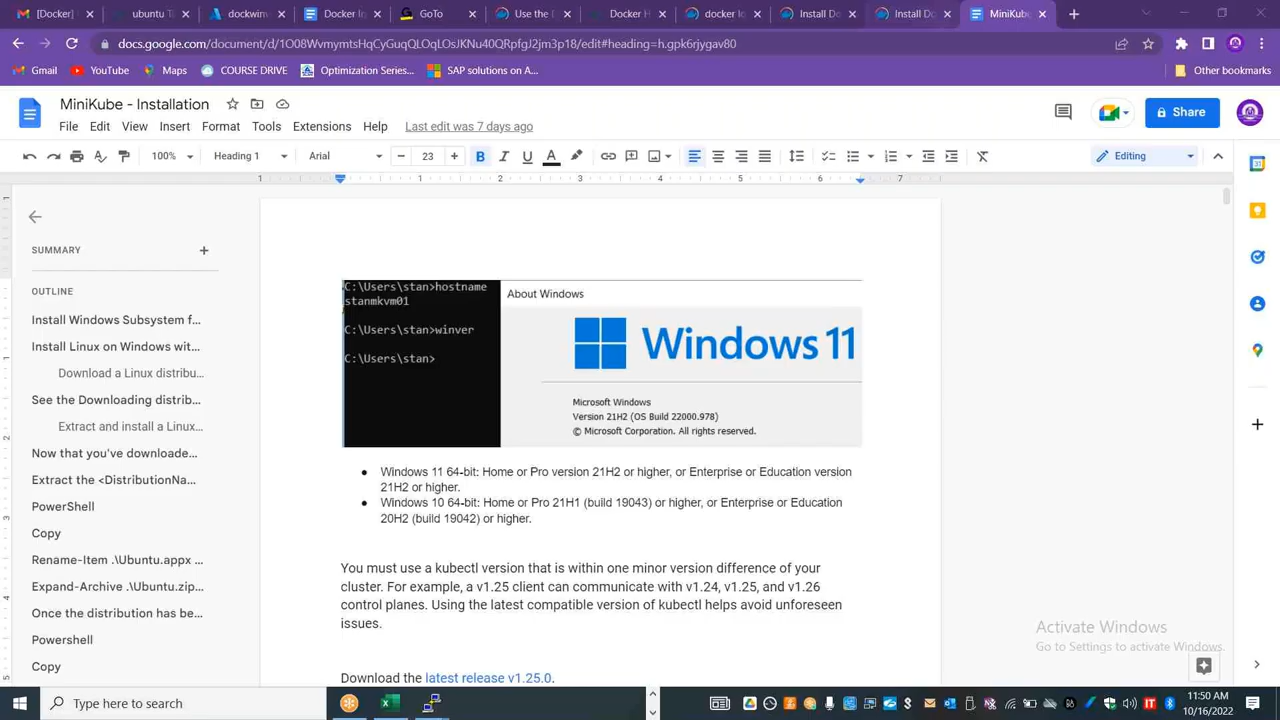 [Docker]
ubuntu T
dockwin
Docker I
GoTo
Use the
Docker H
docker i
Install Do
Install Do
MiniKube
docs.google.com/document/d/1O08WvmymtsHqCyGuqQLOqLOsJKNu40QRpfgJ2jm3p18/edit#heading=h.gpk6rjygav80
Gmail
YouTube
Maps
COURSE DRIVE
Optimization Series...
SAP solutions on A...
Other bookmarks
MiniKube - Installation
File Edit View Insert Format Extensions Tools Help
Last edit was 7 days ago
Share
100%
Heading 1
Arial
23
B I U A
Editing
1 1 2 3 4 5 6 7
SUMMARY
OUTLINE
Install Windows Subsystem f...
Install Linux on Windows wit...
Download a Linux distribu...
See the Downloading distrib...
Extract and install a Linux...
Now that you've downloade...
Extract the <DistributionNa...
PowerShell
Copy
Rename-Item .\Ubuntu.appx ...
Expand-Archive .\Ubuntu.zip...
Once the distribution has be...
Powershell
Copy
C:\Users\stan>hostname
stanmkvm01
C:\Users\stan>winver
C:\Users\stan>
About Windows
Windows 11
Microsoft Windows
Version 21H2 (OS Build 22000.978)
© Microsoft Corporation. All rights reserved.
● Windows 11 64-bit: Home or Pro version 21H2 or higher, or Enterprise or Education version
21H2 or higher.
● Windows 10 64-bit: Home or Pro 21H1 (build 19043) or higher, or Enterprise or Education
20H2 (build 19042) or higher.
You must use a kubectl version that is within one minor version difference of your
cluster. For example, a v1.25 client can communicate with v1.24, v1.25, and v1.26
control planes. Using the latest compatible version of kubectl helps avoid unforeseen
issues.
Download the latest release v1.25.0.
Activate Windows
Go to Settings to activate Windows.
Type here to search
11:50 AM
10/16/2022